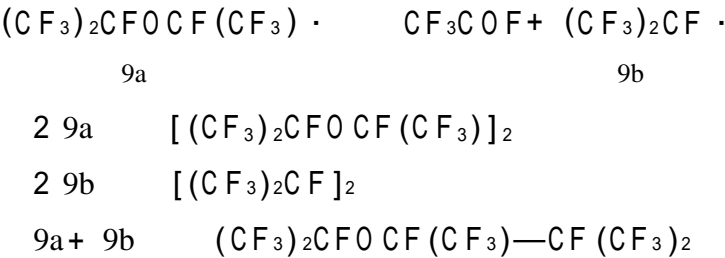 (CF₃)₂CFOCF(CF₃)· CF₃COF+ (CF₃)₂CF·
9a 9b
2 9a [(CF₃)₂CFOCF(CF₃)]₂
2 9b [(CF₃)₂CF]₂
9a+ 9b (CF₃)₂CFOCF(CF₃)—CF(CF₃)₂